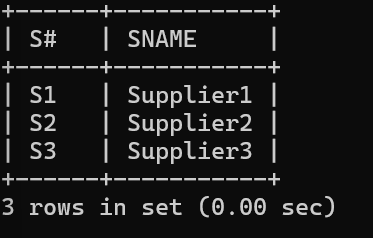 +------+-----------+
| S#   | SNAME     |
+------+-----------+
| S1   | Supplier1 |
| S2   | Supplier2 |
| S3   | Supplier3 |
+------+-----------+
3 rows in set (0.00 sec)